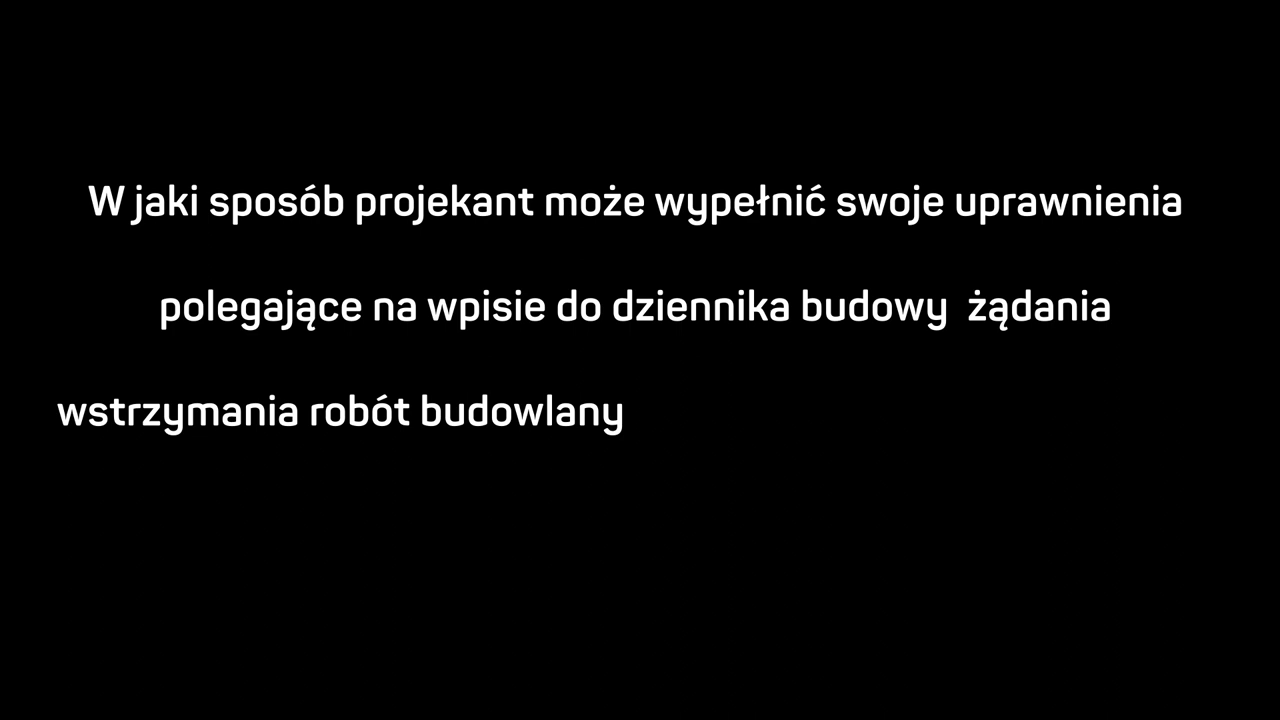 W jaki sposób projekant może wypełnić swoje uprawnienia
polegające na wpisie do dziennika budowy  żądania
wstrzymania robót budowlany